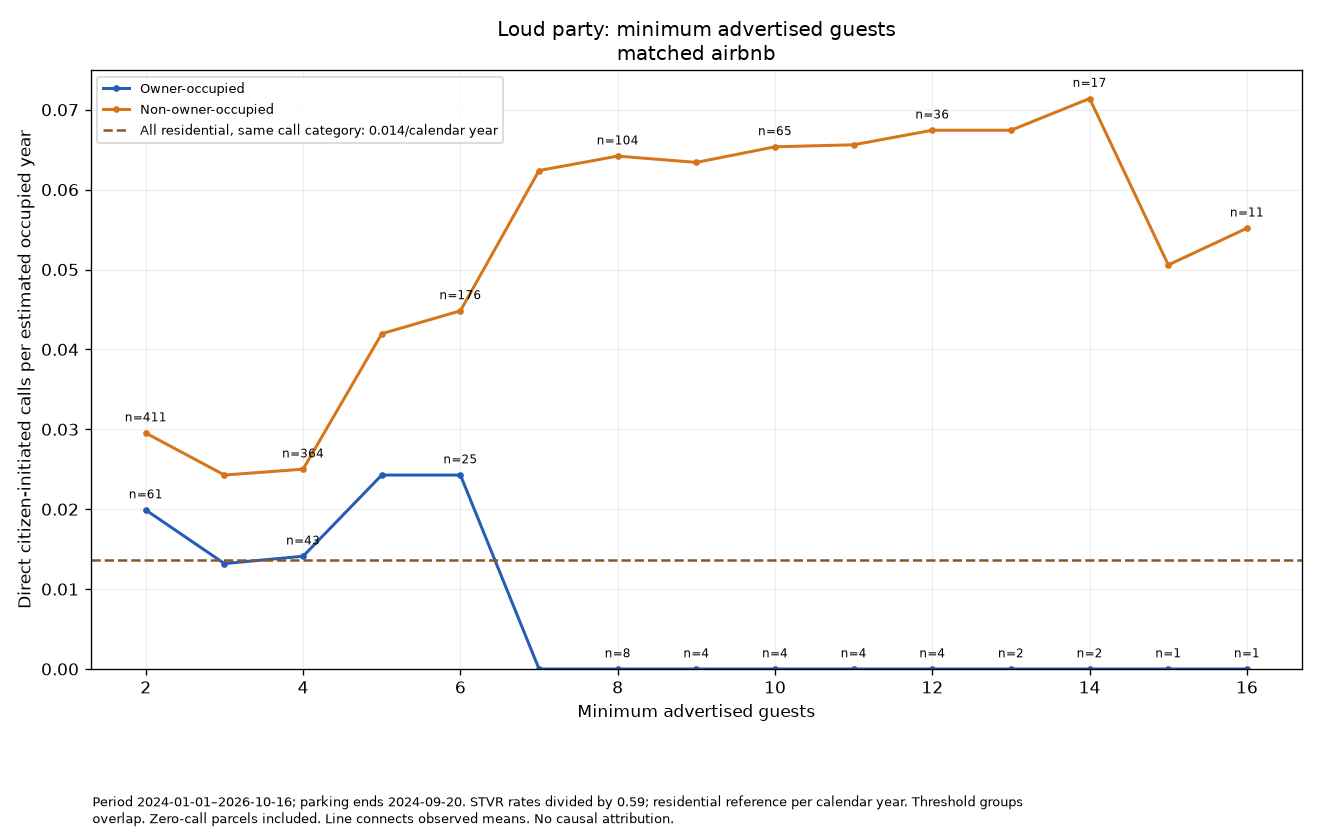 Loud party: minimum advertised guests
matched airbnb
Owner-occupied
Non-owner-occupied
All residential, same call category: 0.014/calendar year
Direct citizen-initiated calls per estimated occupied year
0.07
0.06
0.05
0.04
0.03
0.02
0.01
0.00
n=411
n=364
n=176
n=104
n=65
n=36
n=17
n=11
n=61
n=43
n=25
n=8
n=4
n=4
n=4
n=4
n=2
n=2
n=1
n=1
2
4
6
8
10
12
14
16
Minimum advertised guests
Period 2024-01-01–2026-10-16; parking ends 2024-09-20. STVR rates divided by 0.59; residential reference per calendar year. Threshold groups
overlap. Zero-call parcels included. Line connects observed means. No causal attribution.